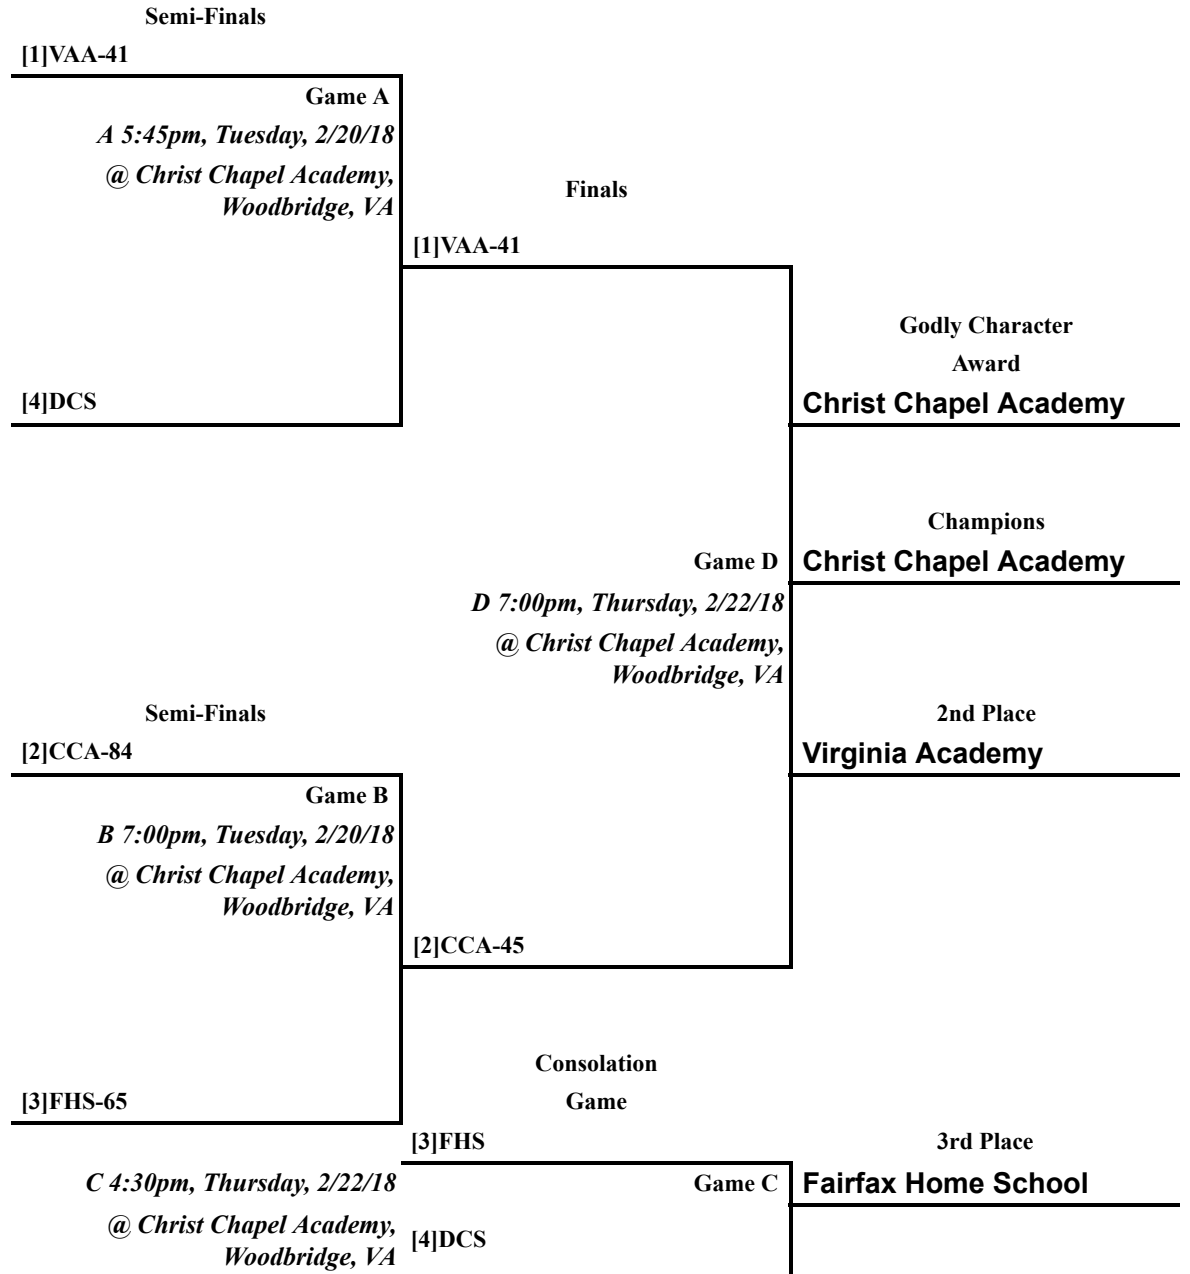 Semi-Finals
[1]VAA-41
Game A
A 5:45pm, Tuesday, 2/20/18
@ Christ Chapel Academy,
Woodbridge, VA
Finals
[1]VAA-41
Godly Character
Award
[4]DCS
Christ Chapel Academy
Champions
Game D
Christ Chapel Academy
D 7:00pm, Thursday, 2/22/18
@ Christ Chapel Academy,
Woodbridge, VA
Semi-Finals
2nd Place
[2]CCA-84
Virginia Academy
Game B
B 7:00pm, Tuesday, 2/20/18
@ Christ Chapel Academy,
Woodbridge, VA
[2]CCA-45
Consolation
[3]FHS-65
Game
[3]FHS
3rd Place
C 4:30pm, Thursday, 2/22/18
Game C
Fairfax Home School
@ Christ Chapel Academy,
Woodbridge, VA
[4]DCS